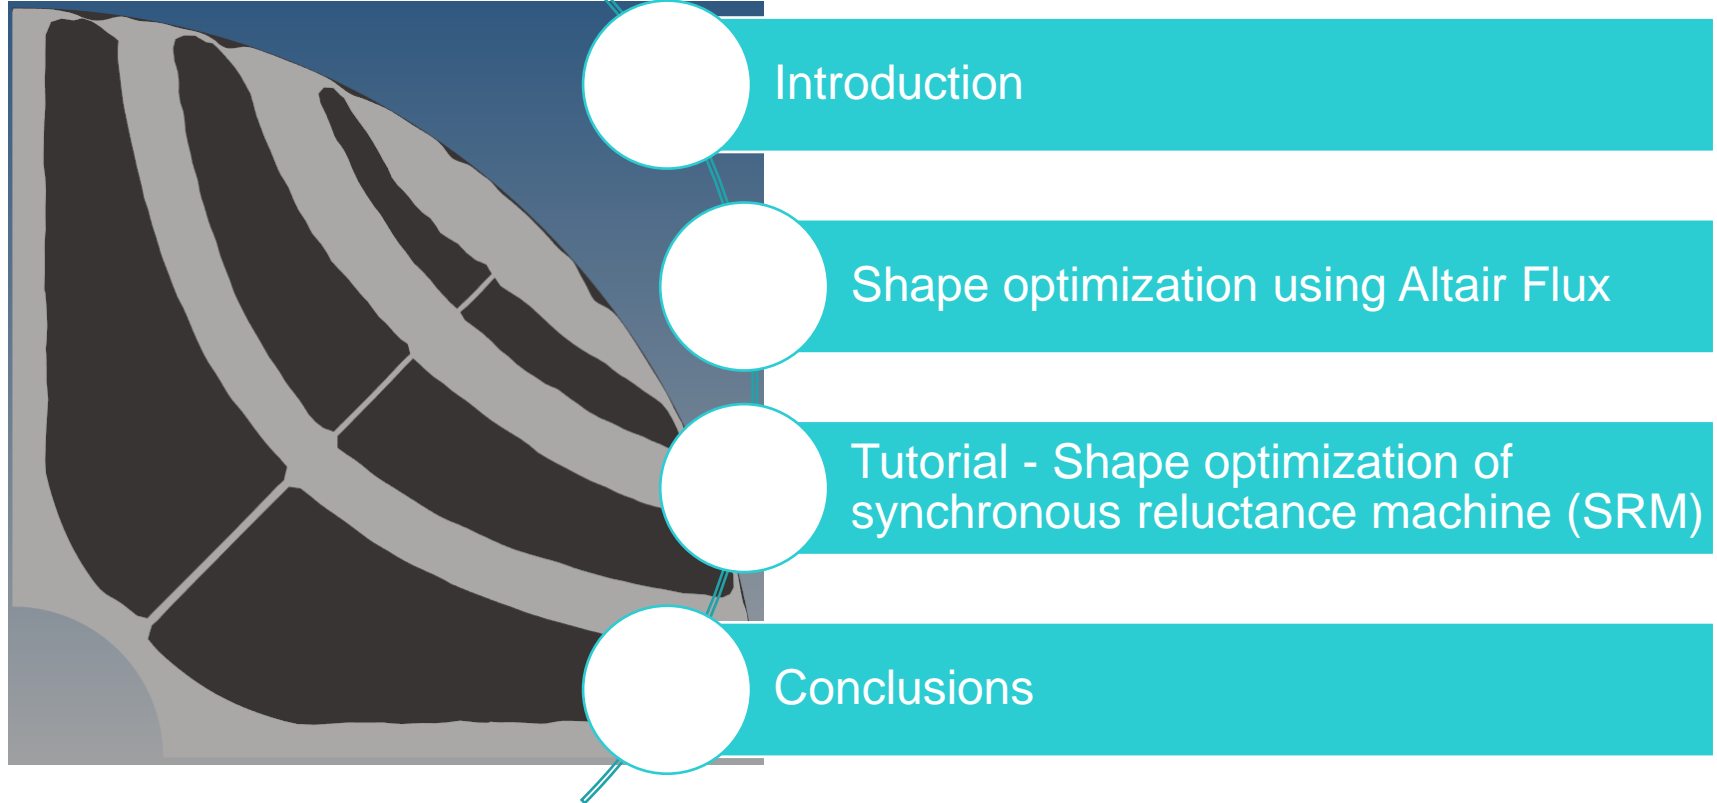 Introduction
Shape optimization using Altair Flux
Tutorial - Shape optimization of
synchronous reluctance machine (SRM)
Conclusions